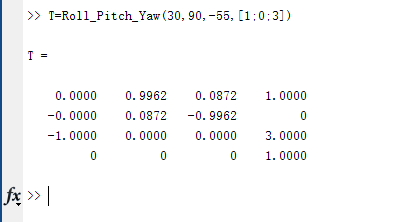 >> T=Roll_Pitch_Yaw(30,90,-55,[1;0;3])
T =
0.0000 0.9962 0.0872 1.0000
-0.0000 0.0872 -0.9962 0
-1.0000 0.0000 0.0000 3.0000
0 0 0 1.0000
fx >>